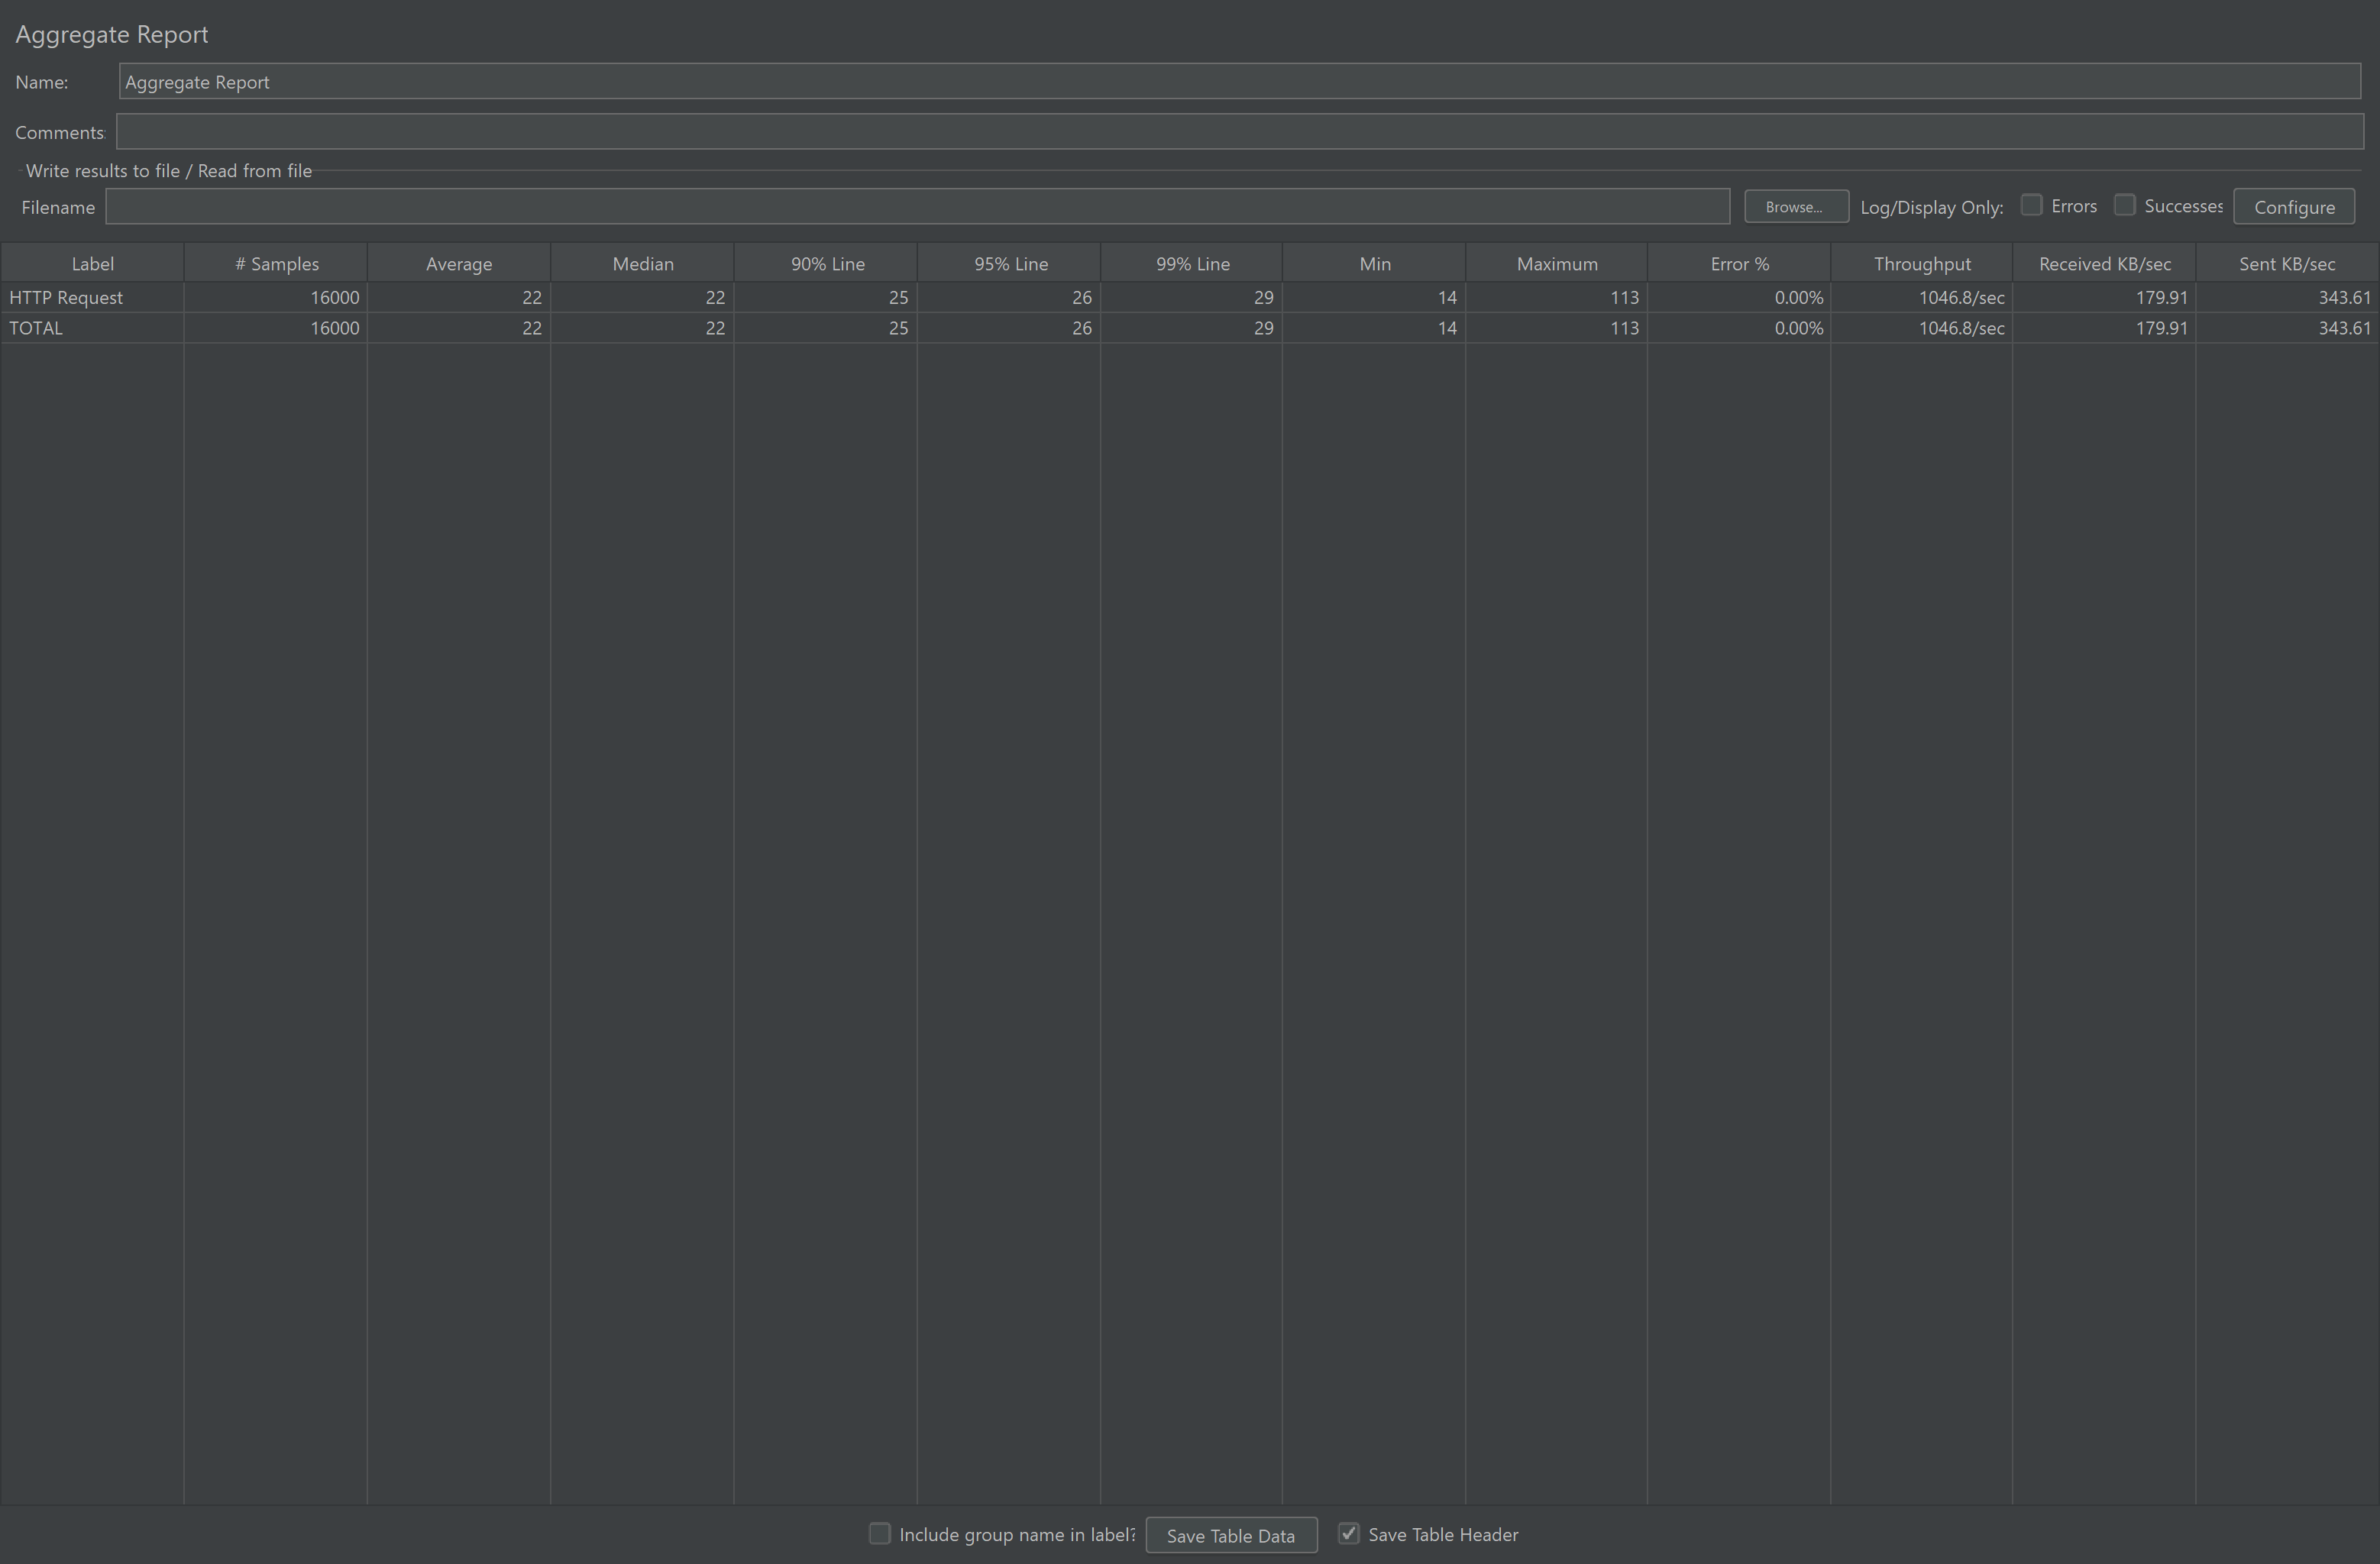 Aggregate Report
Name: Aggregate Report
Comments:
Write results to file / Read from file
Filename Browse... Log/Display Only: Errors Successes Configure
Label # Samples Average Median 90% Line 95% Line 99% Line Min Maximum Error % Throughput Received KB/sec Sent KB/sec
HTTP Request 16000 22 22 25 26 29 14 113 0.00% 1046.8/sec 179.91 343.61
TOTAL 16000 22 22 25 26 29 14 113 0.00% 1046.8/sec 179.91 343.61
Include group name in label? Save Table Data Save Table Header